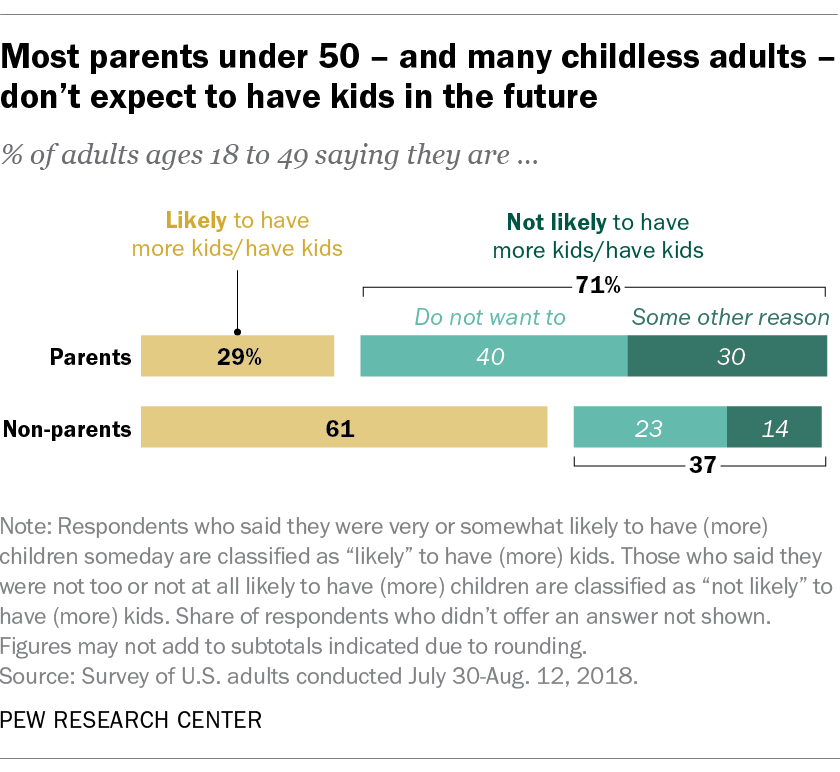 Most parents under 50 – and many childless adults –
don’t expect to have kids in the future
% of adults ages 18 to 49 saying they are ...
Likely to have
more kids/have kids
Not likely to have
more kids/have kids
71%
Do not want to
Some other reason
Parents
29%
40
30
Non-parents
61
23
14
37
Note: Respondents who said they were very or somewhat likely to have (more)
children someday are classified as “likely” to have (more) kids. Those who said they
were not too or not at all likely to have (more) children are classified as “not likely” to
have (more) kids. Share of respondents who didn’t offer an answer not shown.
Figures may not add to subtotals indicated due to rounding.
Source: Survey of U.S. adults conducted July 30-Aug. 12, 2018.
PEW RESEARCH CENTER